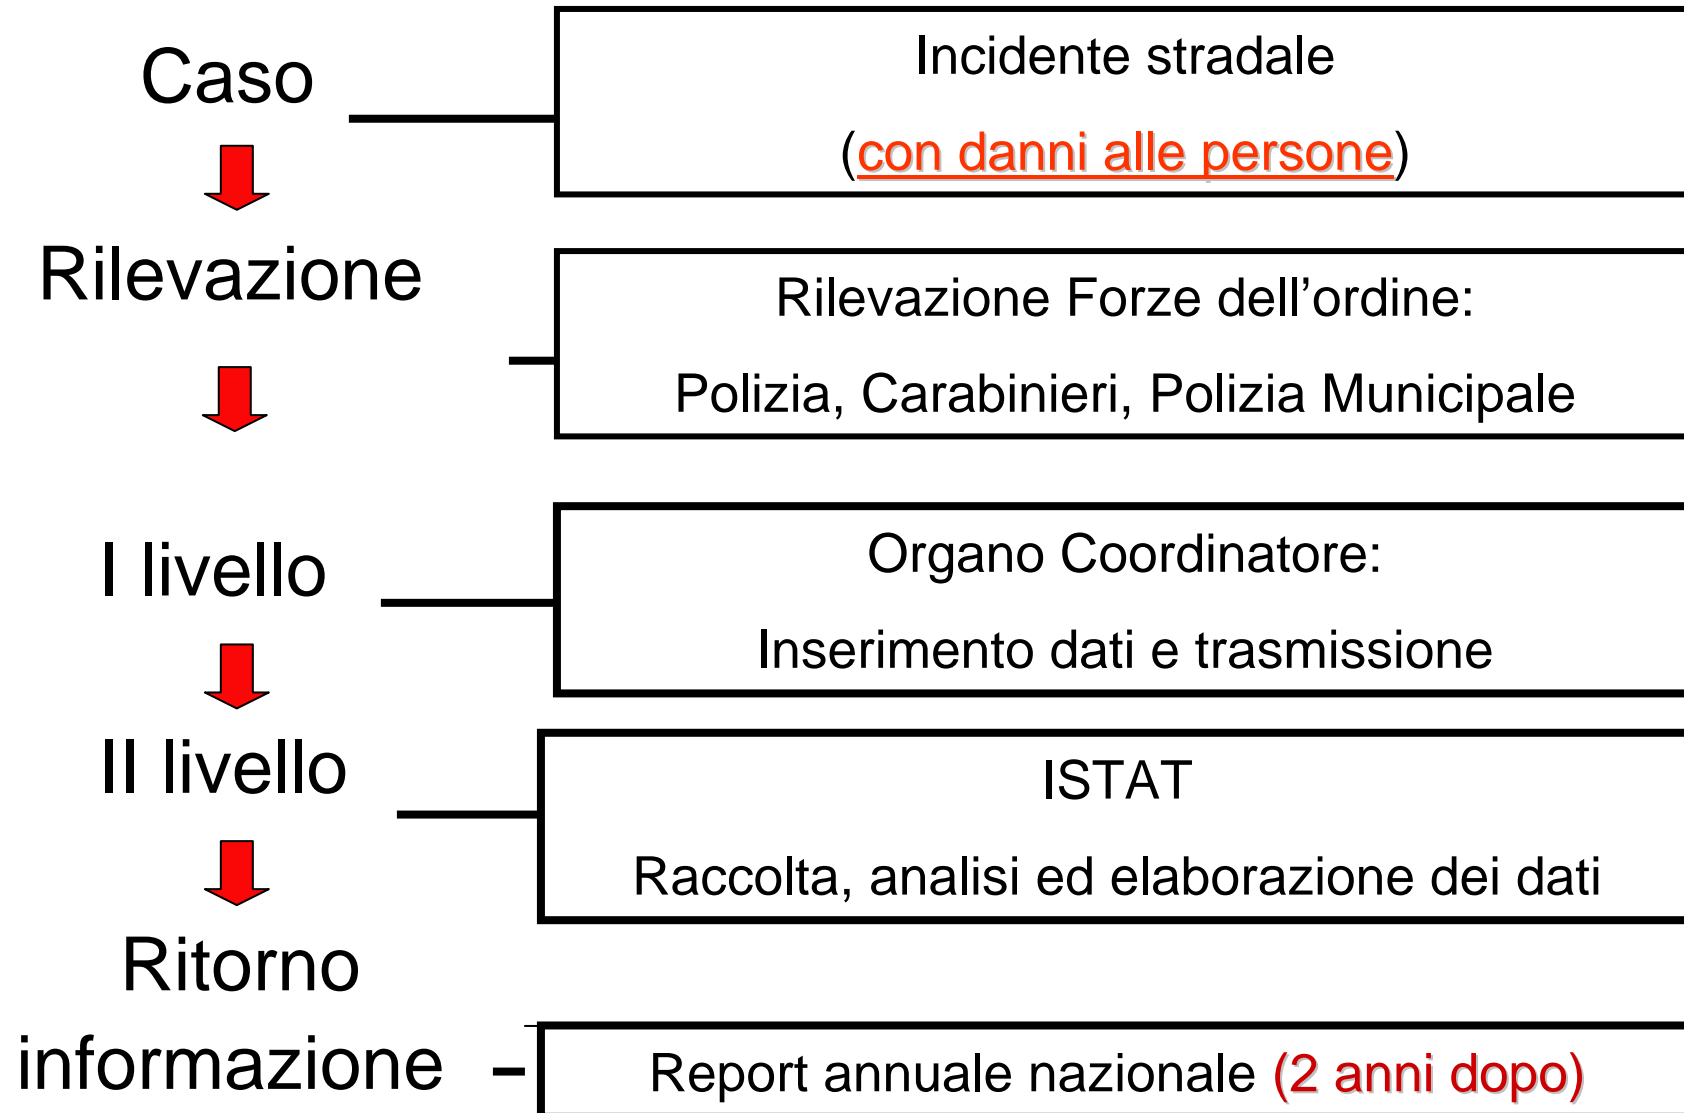 Caso
Incidente stradale
(con danni alle persone)
Rilevazione
Rilevazione Forze dell’ordine:
Polizia, Carabinieri, Polizia Municipale
I livello
Organo Coordinatore:
Inserimento dati e trasmissione
II livello
ISTAT
Raccolta, analisi ed elaborazione dei dati
Ritorno
informazione
Report annuale nazionale (2 anni dopo)